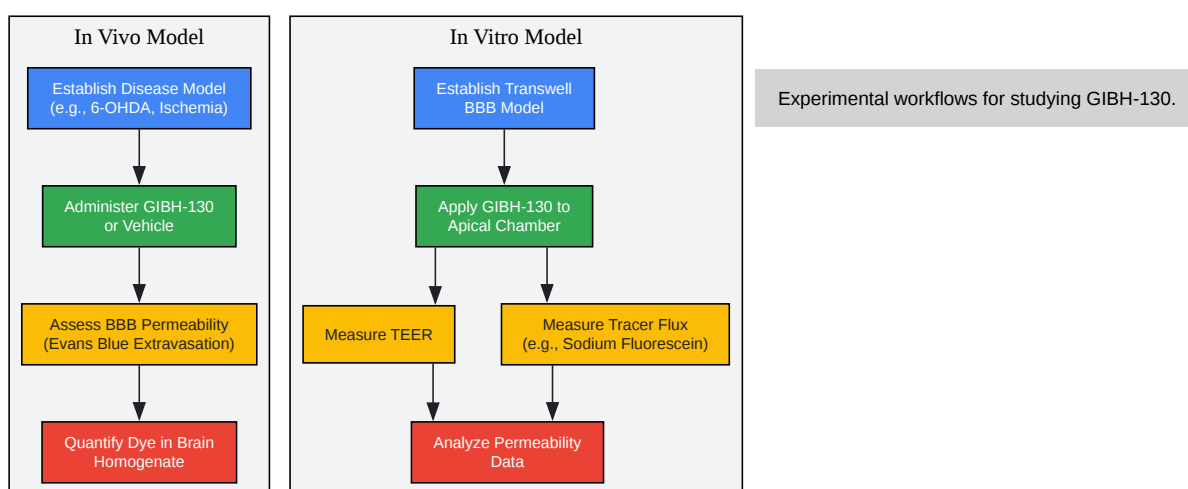 In Vivo Model
Establish Disease Model
(e.g., 6-OHDA, Ischemia)
Administer GIBH-130
or Vehicle
Assess BBB Permeability
(Evans Blue Extravasation)
Quantify Dye in Brain
Homogenate
In Vitro Model
Establish Transwell
BBB Model
Apply GIBH-130 to
Apical Chamber
Measure TEER
Measure Tracer Flux
(e.g., Sodium Fluorescein)
Analyze Permeability
Data
Experimental workflows for studying GIBH-130.